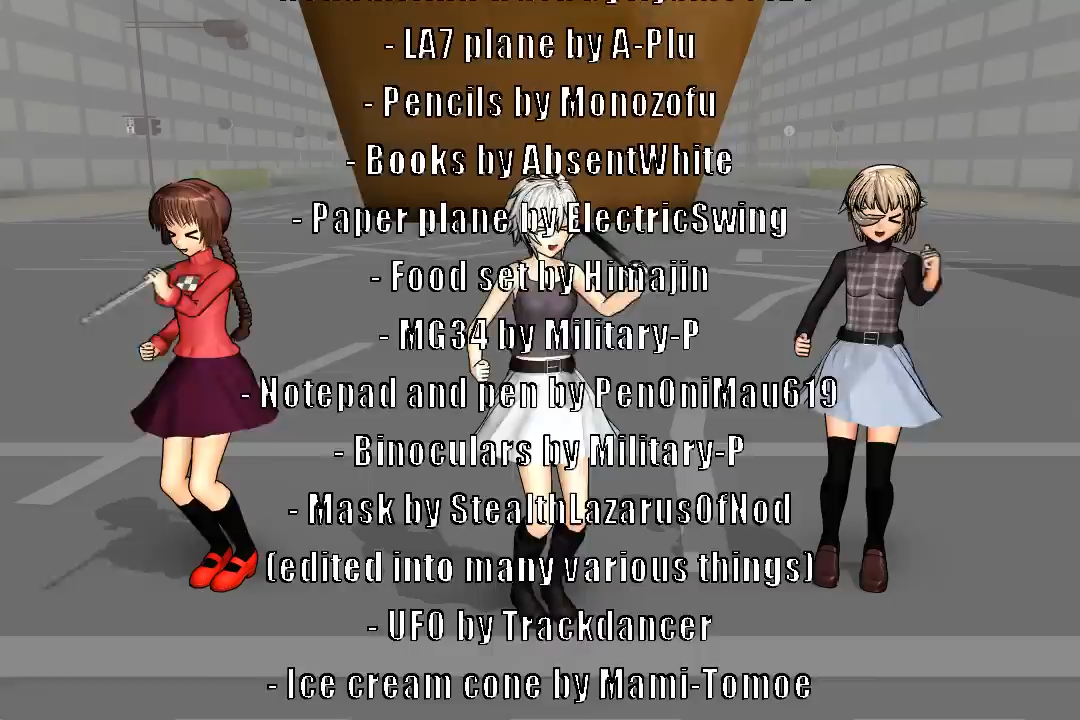 - LA7 plane by A-Plu
- Pencils by Monozofu
- Books by AbsentWhite
- Paper plane by ElectricSwing
- Food set by Himajin
- MG34 by Military-P
- Notepad and pen by PenOniMau619
- Binoculars by Military-P
- Mask by StealthLazarusOfNod
(edited into many various things)
- UFO by Trackdancer
- Ice cream cone by Mami-Tomoe